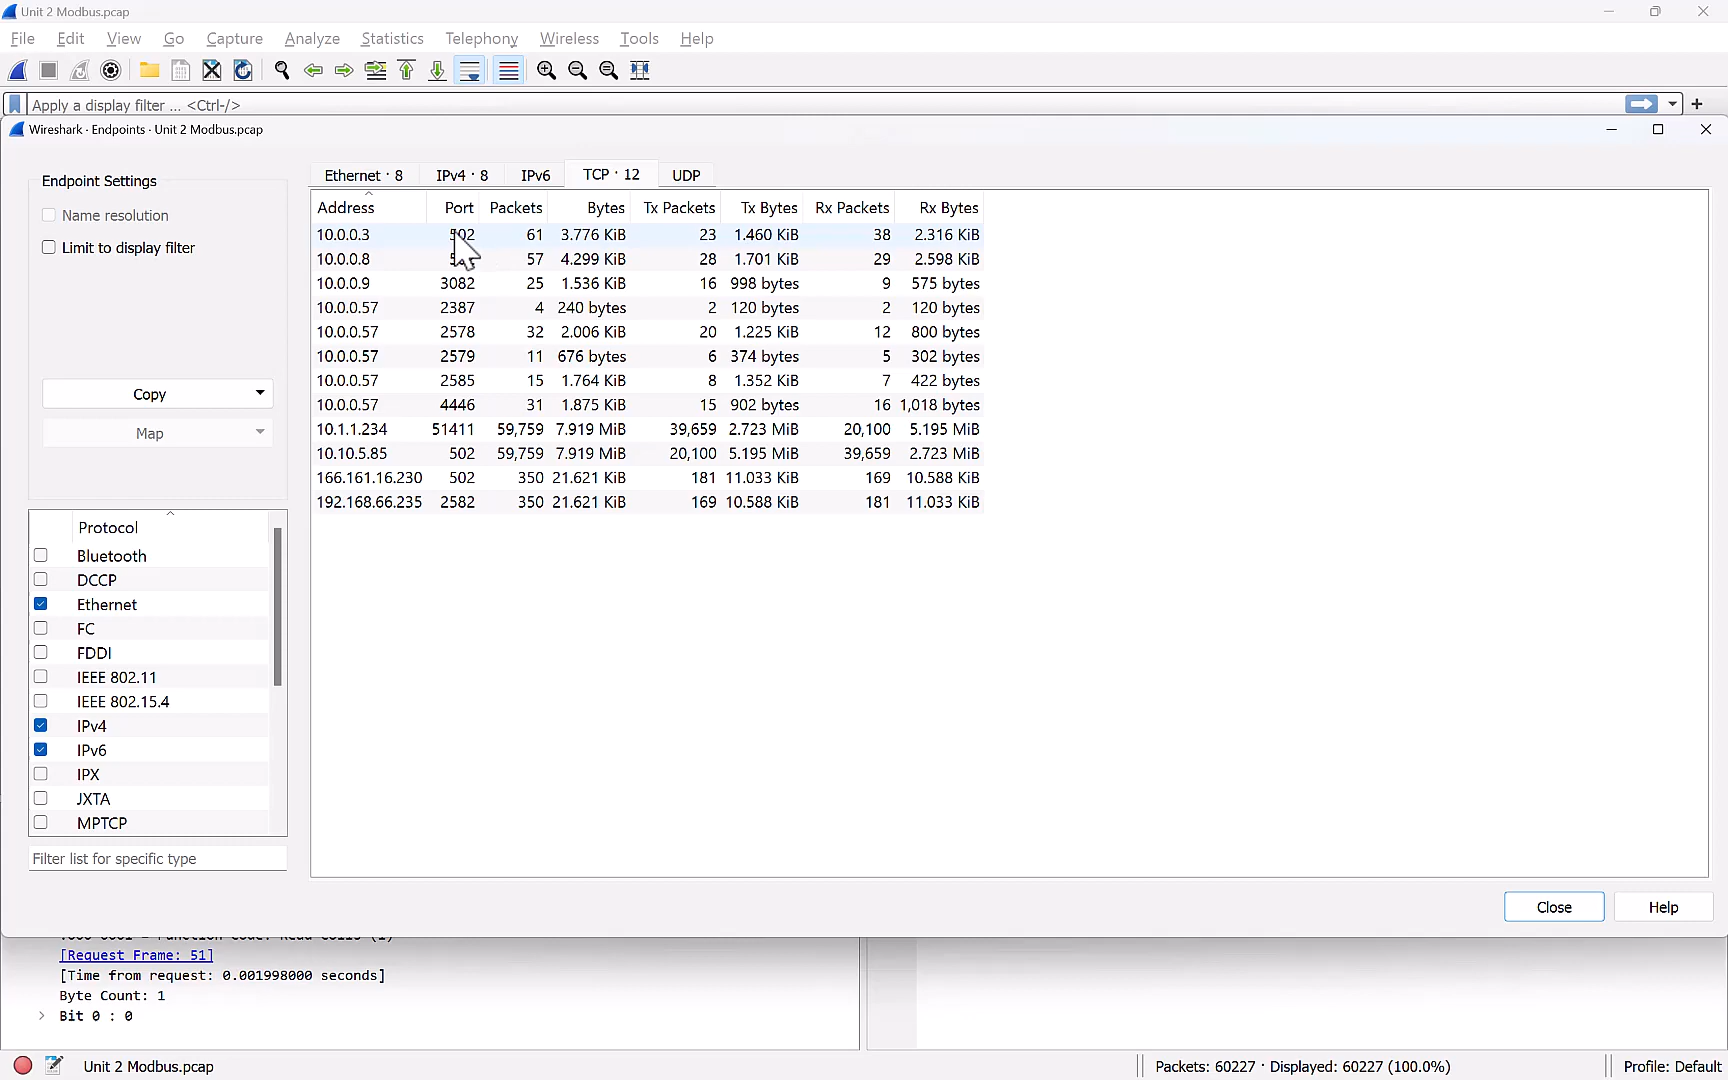 Unit 2 Modbus.pcap
File Edit View Go Capture Analyze Statistics Telephony Wireless Tools Help
Apply a display filter ... <Ctrl-/>
Wireshark · Endpoints · Unit 2 Modbus.pcap
Endpoint Settings
Name resolution
Limit to display filter
Copy
Map
Protocol
Bluetooth
DCCP
Ethernet
FC
FDDI
IEEE 802.11
IEEE 802.15.4
IPv4
IPv6
IPX
JXTA
MPTCP
Filter list for specific type
Ethernet · 8 IPv4 · 8 IPv6 TCP · 12 UDP
Address Port Packets Bytes Tx Packets Tx Bytes Rx Packets Rx Bytes
10.0.0.3 502 61 3.776 KiB 23 1.460 KiB 38 2.316 KiB
10.0.0.8 57 4.299 KiB 28 1.701 KiB 29 2.598 KiB
10.0.0.9 3082 25 1.536 KiB 16 998 bytes 9 575 bytes
10.0.0.57 2387 4 240 bytes 2 120 bytes 2 120 bytes
10.0.0.57 2578 32 2.006 KiB 20 1.225 KiB 12 800 bytes
10.0.0.57 2579 11 676 bytes 6 374 bytes 5 302 bytes
10.0.0.57 2585 15 1.764 KiB 8 1.352 KiB 7 422 bytes
10.0.0.57 4446 31 1.875 KiB 15 902 bytes 16 1,018 bytes
10.1.1.234 51411 59,759 7.919 MiB 39,659 2.723 MiB 20,100 5.195 MiB
10.10.5.85 502 59,759 7.919 MiB 20,100 5.195 MiB 39,659 2.723 MiB
166.161.16.230 502 350 21.621 KiB 181 11.033 KiB 169 10.588 KiB
192.168.66.235 2582 350 21.621 KiB 169 10.588 KiB 181 11.033 KiB
Close Help
[Request Frame: 51]
[Time from request: 0.001998000 seconds]
Byte Count: 1
Bit 0 : 0
Unit 2 Modbus.pcap
Packets: 60227 · Displayed: 60227 (100.0%)
Profile: Default